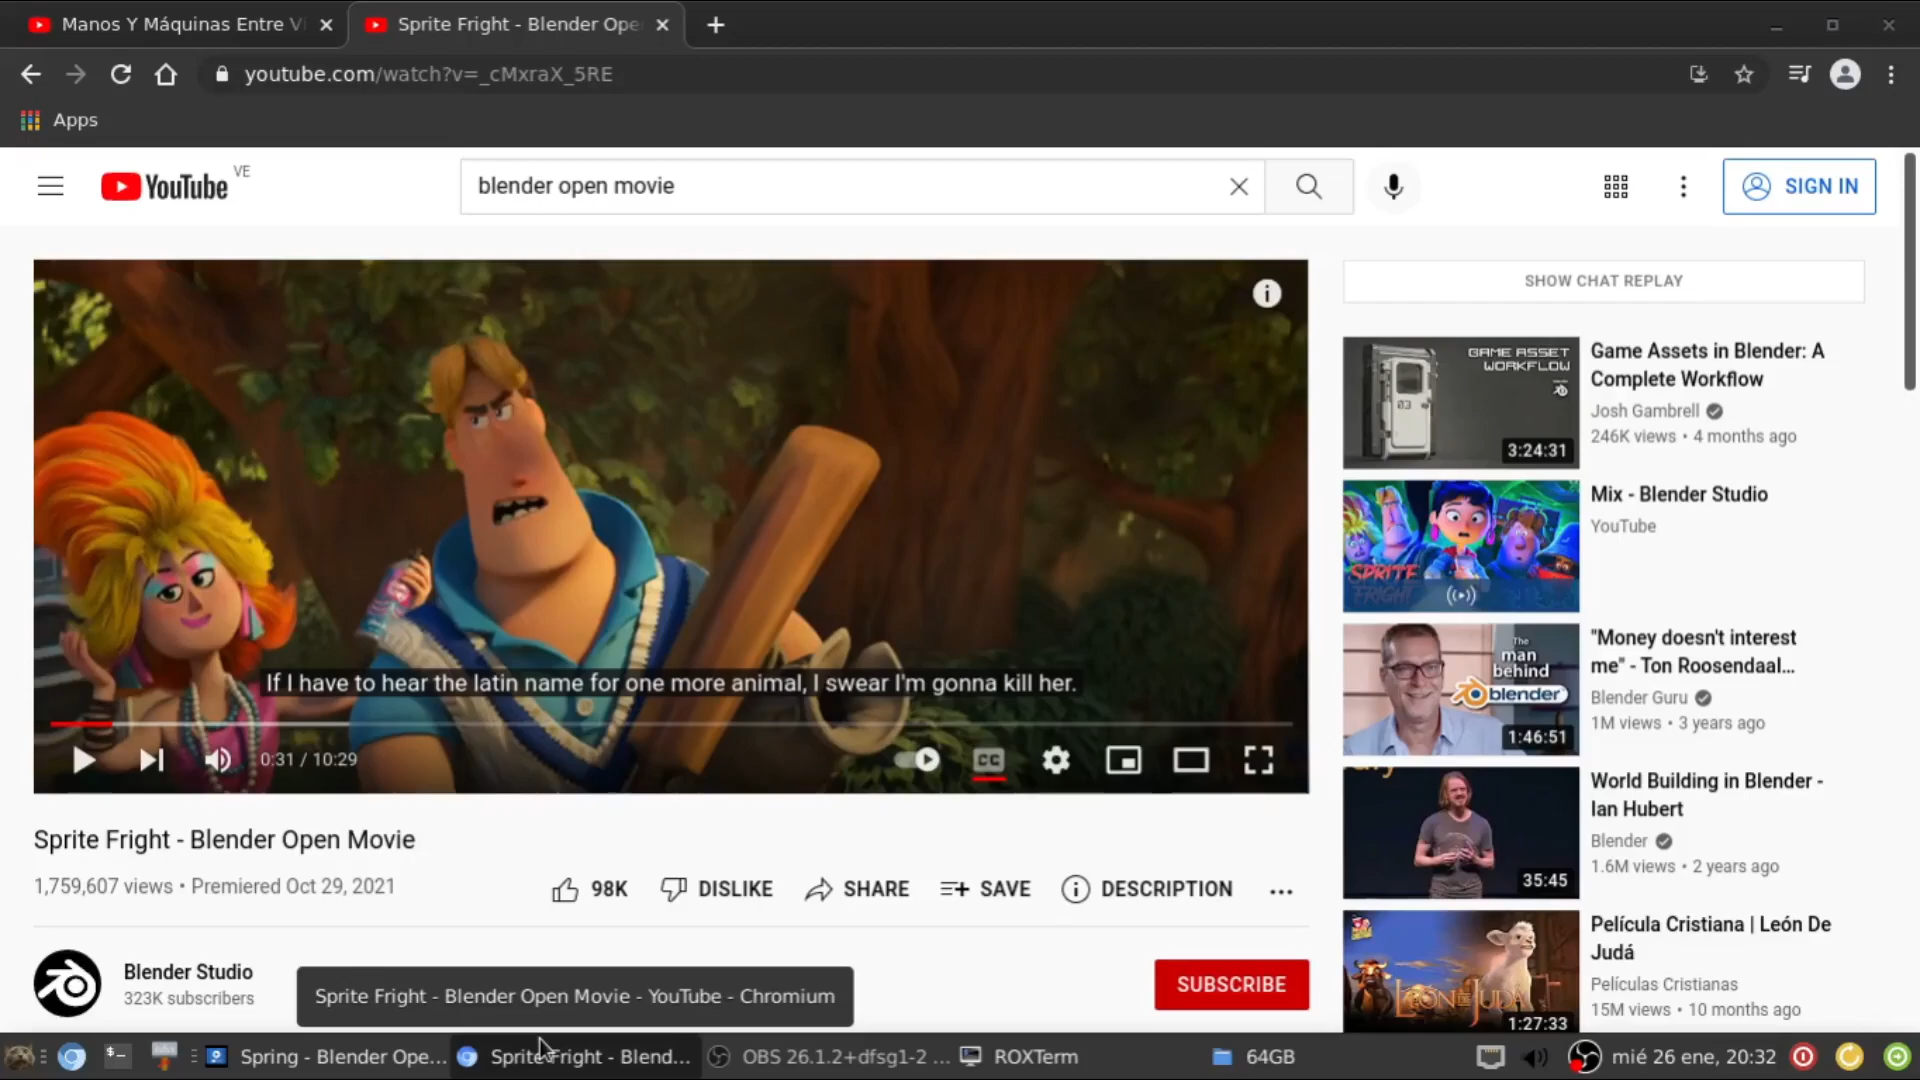 Manos Y Máquinas Entre Vi
Sprite Fright - Blender Ope
youtube.com/watch?v=_cMxraX_5RE
Apps
YouTube VE
blender open movie
SIGN IN
SHOW CHAT REPLAY
If I have to hear the latin name for one more animal, I swear I'm gonna kill her.
0:31 / 10:29
CC
Sprite Fright - Blender Open Movie
1,759,607 views • Premiered Oct 29, 2021
98K
DISLIKE
SHARE
SAVE
DESCRIPTION
Blender Studio
323K subscribers
SUBSCRIBE
Sprite Fright - Blender Open Movie - YouTube - Chromium
GAME ASSET
WORKFLOW
03
3:24:31
Game Assets in Blender: A
Complete Workflow
Josh Gambrell
246K views • 4 months ago
SPRITE
FRIGHT
Mix - Blender Studio
YouTube
The
man
behind
blender
1:46:51
"Money doesn't interest
me" - Ton Roosendaal...
Blender Guru
1M views • 3 years ago
35:45
World Building in Blender -
Ian Hubert
Blender
1.6M views • 2 years ago
LEÓN DE JUDÁ
1:27:33
Película Cristiana | León De
Judá
Películas Cristianas
15M views • 10 months ago
$-
Spring - Blender Ope...
Sprite Fright - Blend...
OBS 26.1.2+dfsg1-2 ...
ROXTerm
64GB
mié 26 ene, 20:32